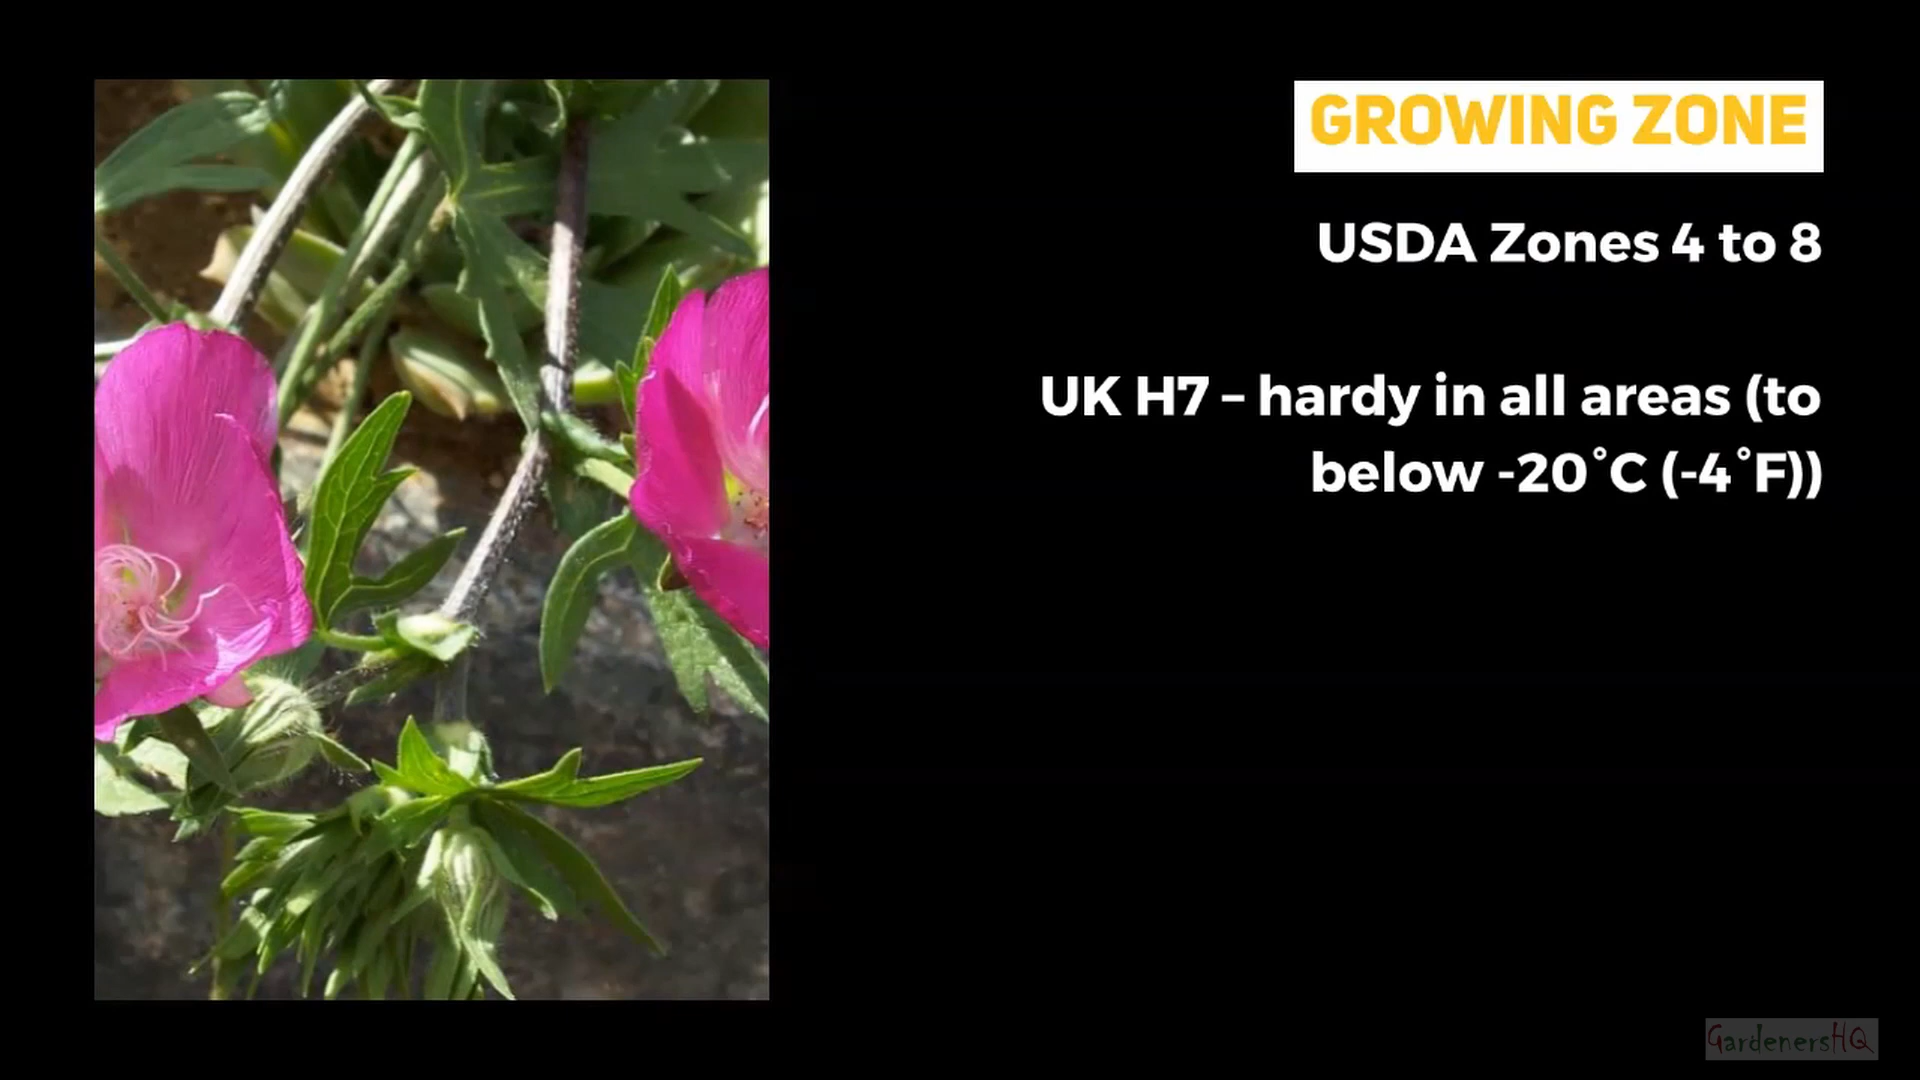 GROWING ZONE
USDA Zones 4 to 8
UK H7 – hardy in all areas (to
below -20˚C (-4˚F))
GardenersHQ